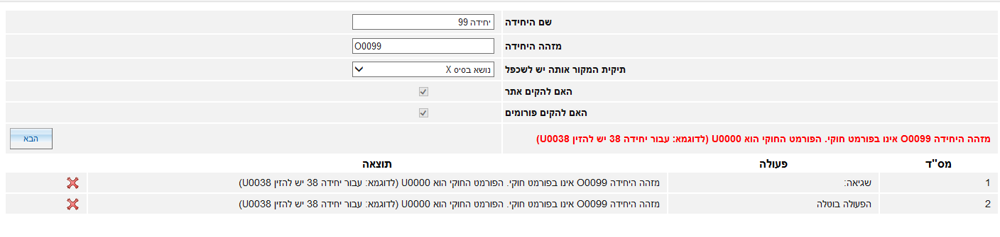 שם היחידה יחידה 99
מזהה היחידה O0099
תיקית המקור אותה יש לשכפל נושא בסיס X
האם להקים אתר
האם להקים פורומים
מזהה היחידה O0099 אינו בפורמט חוקי. הפורמט החוקי הוא U0000 (לדוגמא: עבור יחידה 38 יש להזין U0038) הבא
מס"ד פעולה תוצאה
1 שגיאה: מזהה היחידה O0099 אינו בפורמט חוקי. הפורמט החוקי הוא U0000 (לדוגמא: עבור יחידה 38 יש להזין U0038)
2 הפעולה בוטלה מזהה היחידה O0099 אינו בפורמט חוקי. הפורמט החוקי הוא U0000 (לדוגמא: עבור יחידה 38 יש להזין U0038)